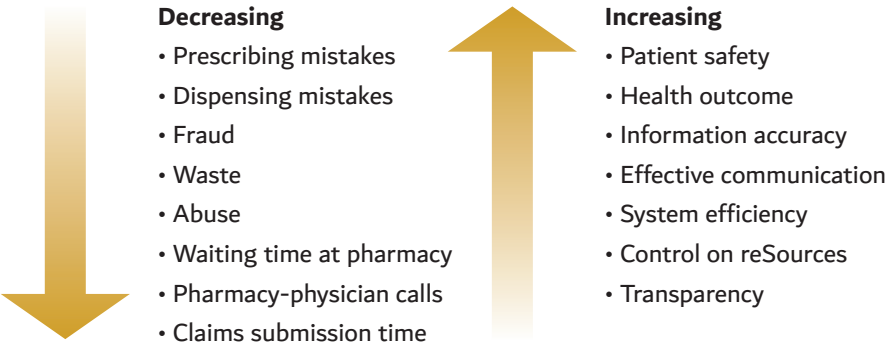 Decreasing
• Prescribing mistakes
• Dispensing mistakes
• Fraud
• Waste
• Abuse
• Waiting time at pharmacy
• Pharmacy-physician calls
• Claims submission time
Increasing
• Patient safety
• Health outcome
• Information accuracy
• Effective communication
• System efficiency
• Control on reSources
• Transparency